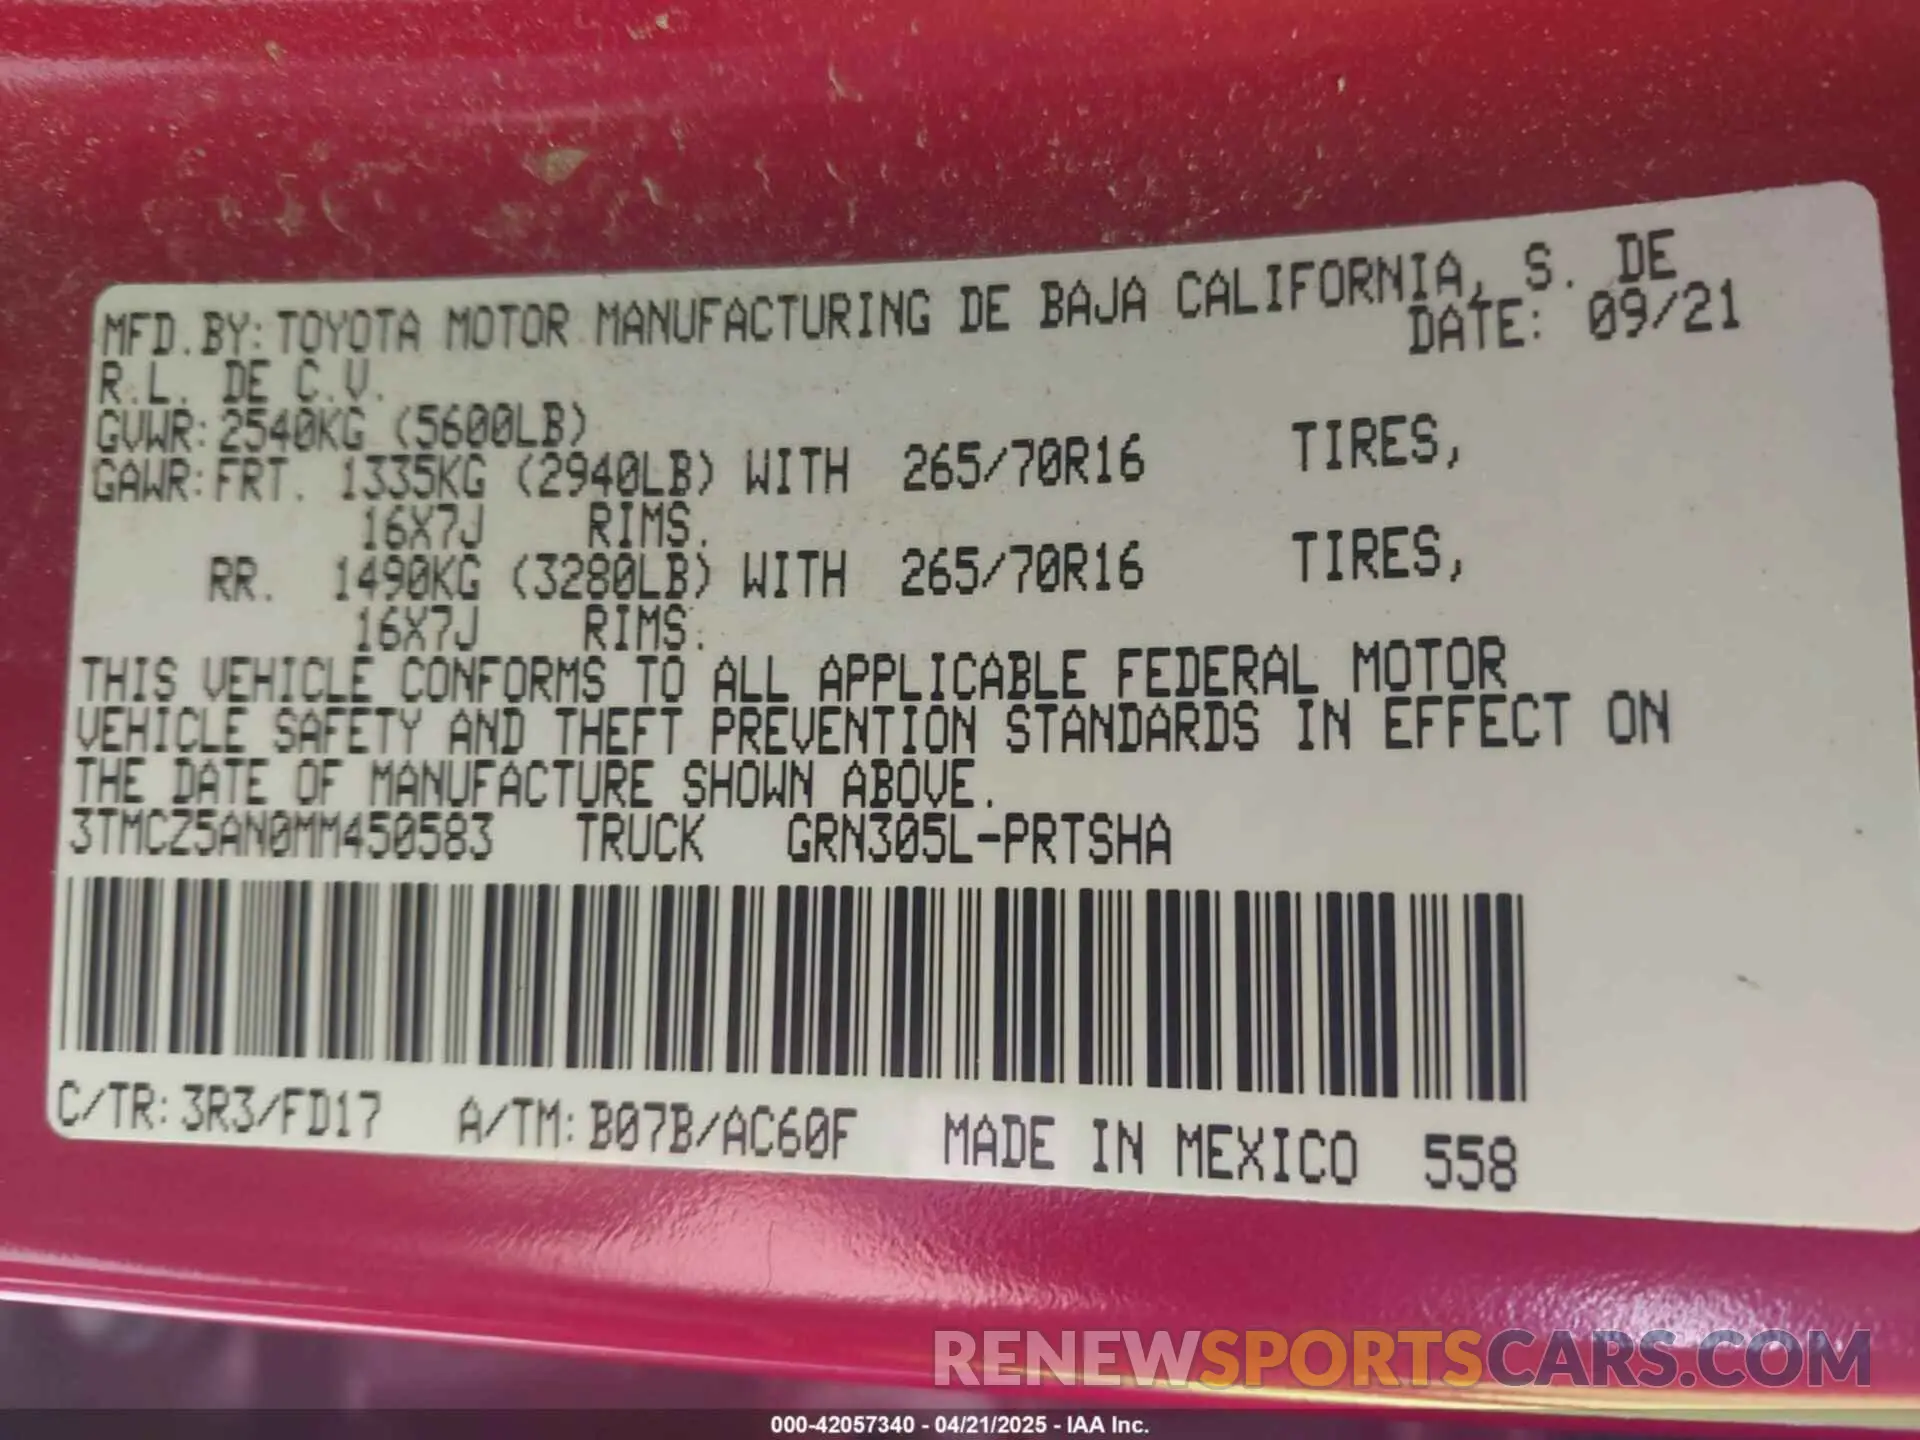 MFD.BY:TOYOTA MOTOR MANUFACTURING DE BAJA CALIFORNIA, S. DE
R.L. DE C.V. DATE: 09/21
GVWR:2540KG (5600LB)
GAWR:FRT. 1335KG (2940LB) WITH 265/70R16 TIRES,
16X7J RIMS.
RR. 1490KG (3280LB) WITH 265/70R16 TIRES,
16X7J RIMS.
THIS VEHICLE CONFORMS TO ALL APPLICABLE FEDERAL MOTOR
VEHICLE SAFETY AND THEFT PREVENTION STANDARDS IN EFFECT ON
THE DATE OF MANUFACTURE SHOWN ABOVE.
3TMCZ5AN0MM450583 TRUCK GRN305L-PRTSHA
C/TR:3R3/FD17 A/TM:B07B/AC60F MADE IN MEXICO 558
RENEWSPORTSCARS.COM
000-42057340 - 04/21/2025 - IAA Inc.